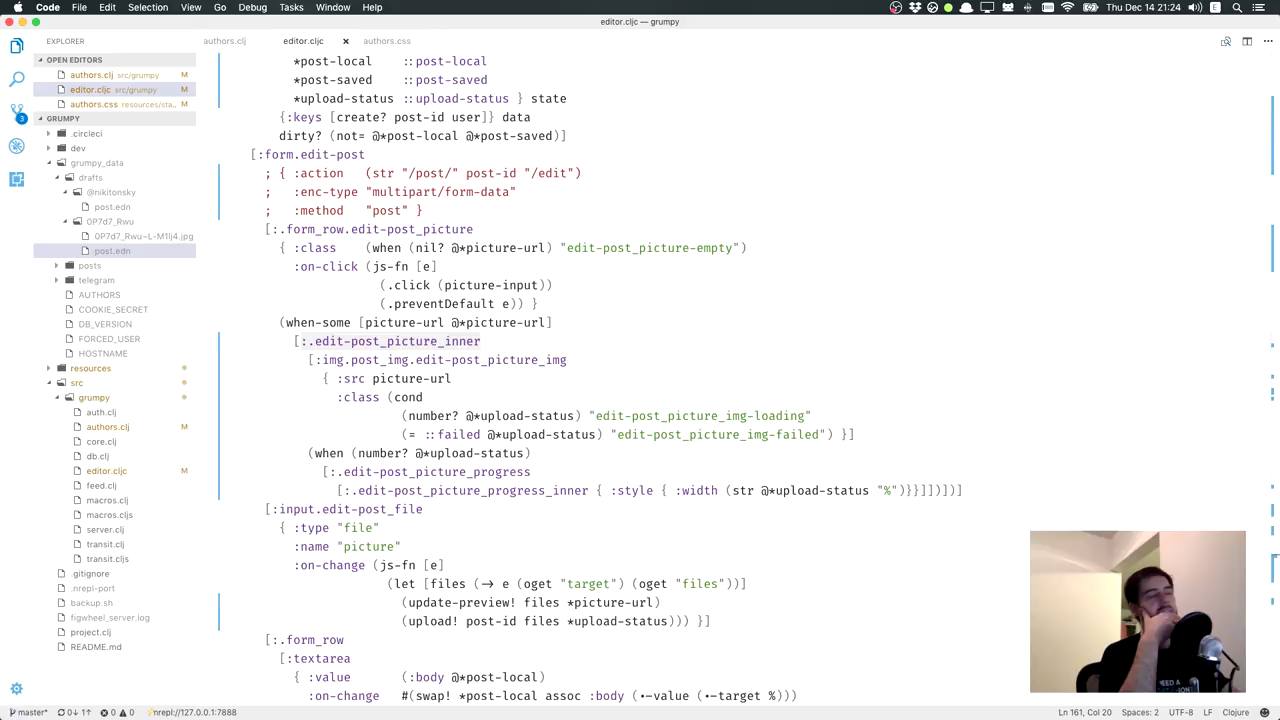 Code File Edit Selection View Go Debug Tasks Window Help
Thu Dec 14 21:24 E
editor.cljc — grumpy
EXPLORER
authors.clj editor.cljc × authors.css
OPEN EDITORS
authors.clj src/grumpy M
editor.cljc src/grumpy M
authors.css resources/sta... M
GRUMPY
.circleci
dev
grumpy_data
drafts
@nikitonsky
post.edn
0P7d7_Rwu
0P7d7_Rwu~L-M1lj4.jpg
post.edn
posts
telegram
AUTHORS
COOKIE_SECRET
DB_VERSION
FORCED_USER
HOSTNAME
resources
src
grumpy
auth.clj
authors.clj M
core.clj
db.clj
editor.cljc M
feed.clj
macros.clj
macros.cljs
server.clj
transit.clj
transit.cljs
.gitignore
.nrepl-port
backup.sh
figwheel_server.log
project.clj
README.md
3
*post-local ::post-local
*post-saved ::post-saved
*upload-status ::upload-status } state
{:keys [create? post-id user]} data
dirty? (not= @*post-local @*post-saved)]
[:form.edit-post
; { :action (str "/post/" post-id "/edit")
; :enc-type "multipart/form-data"
; :method "post" }
[:.form_row.edit-post_picture
{ :class (when (nil? @*picture-url) "edit-post_picture-empty")
:on-click (js-fn [e]
(.click (picture-input))
(.preventDefault e)) }
(when-some [picture-url @*picture-url]
[:.edit-post_picture_inner
[:img.post_img.edit-post_picture_img
{ :src picture-url
:class (cond
(number? @*upload-status) "edit-post_picture_img-loading"
(= ::failed @*upload-status) "edit-post_picture_img-failed") }]
(when (number? @*upload-status)
[:.edit-post_picture_progress
[:.edit-post_picture_progress_inner { :style { :width (str @*upload-status "%")}}]])])]
[:input.edit-post_file
{ :type "file"
:name "picture"
:on-change (js-fn [e]
(let [files (-> e (oget "target") (oget "files"))]
(update-preview! files *picture-url)
(upload! post-id files *upload-status))) }]
[:.form_row
[:textarea
{ :value (:body @*post-local)
:on-change #(swap! *post-local assoc :body (.-value (.-target %)))
master* 0↓ 1↑ 0 0 nrepl://127.0.0.1:7888
Ln 161, Col 20 Spaces: 2 UTF-8 LF Clojure